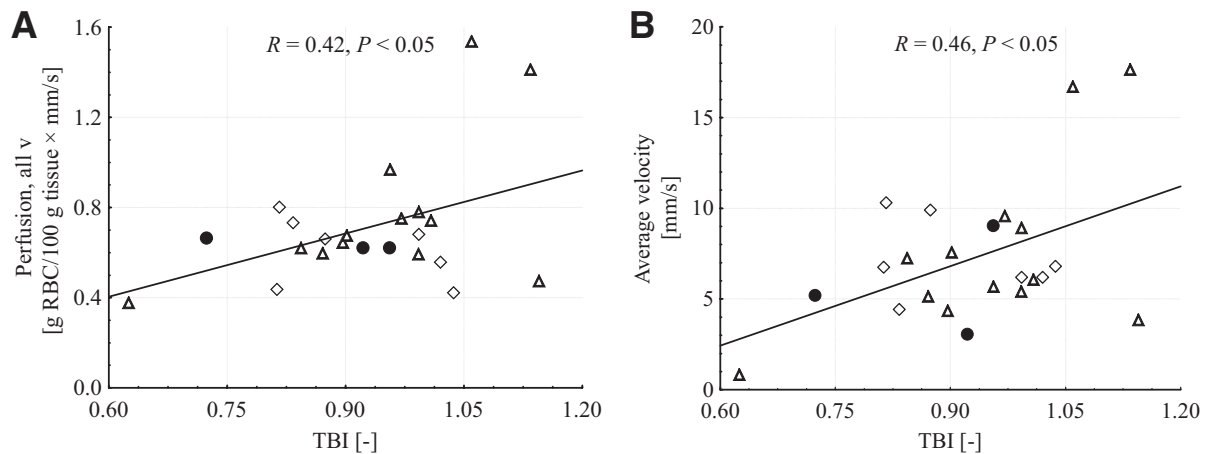 A
R = 0.42, P < 0.05
Perfusion, all v
[g RBC/100 g tissue × mm/s]
1.6
1.2
0.8
0.4
0.0
0.60 0.75 0.90 1.05 1.20
TBI [-]
B
R = 0.46, P < 0.05
Average velocity
[mm/s]
20
15
10
5
0
0.60 0.75 0.90 1.05 1.20
TBI [-]